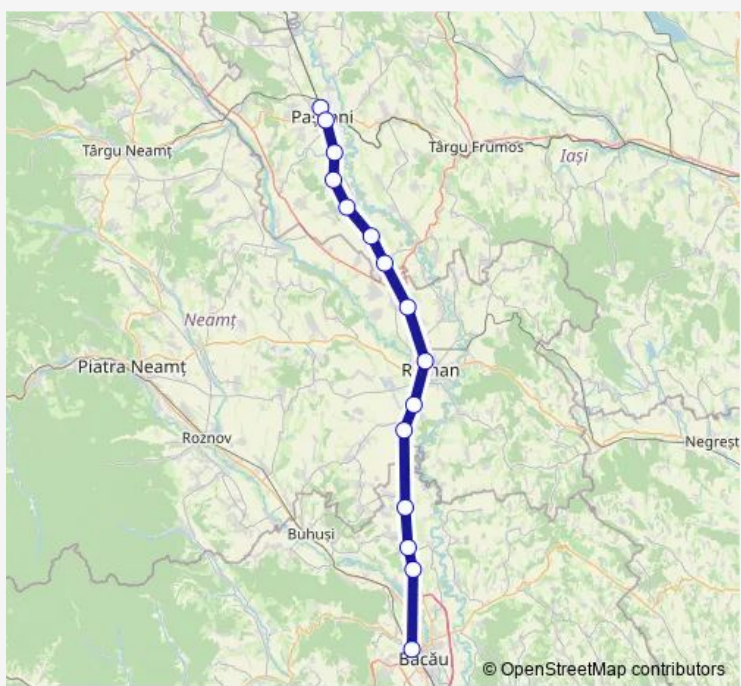 Pașcani
Târgu Neamț
Târgu Frumos
Iași
Neamț
Piatra Neamț
Roman
Roznov
Negrești
Buhuși
Bacău
© OpenStreetMap contributors